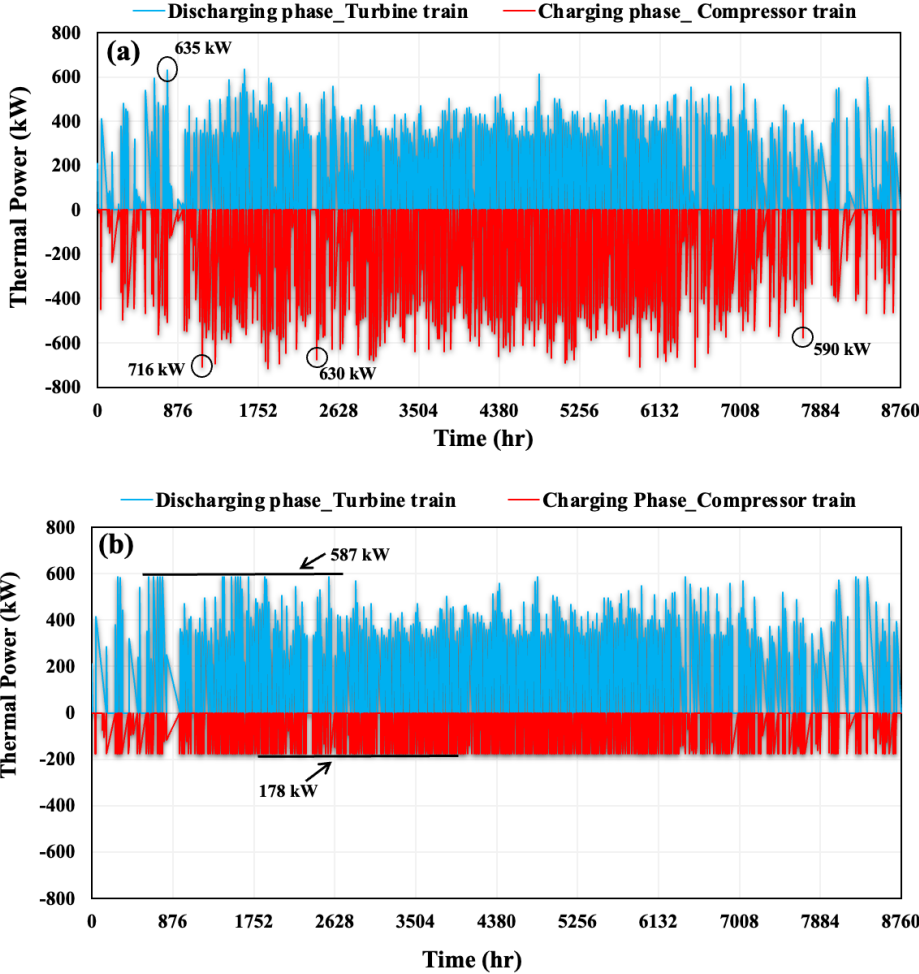 Discharging phase_Turbine train Charging phase_ Compressor train
(a)
635 kW
800
600
400
200
0
-200
-400
-600
-800
Thermal Power (kW)
716 kW
630 kW
590 kW
0 876 1752 2628 3504 4380 5256 6132 7008 7884 8760
Time (hr)
Discharging phase_Turbine train Charging Phase_Compressor train
(b)
587 kW
800
600
400
200
0
-200
-400
-600
-800
Thermal Power (kW)
178 kW
0 876 1752 2628 3504 4380 5256 6132 7008 7884 8760
Time (hr)